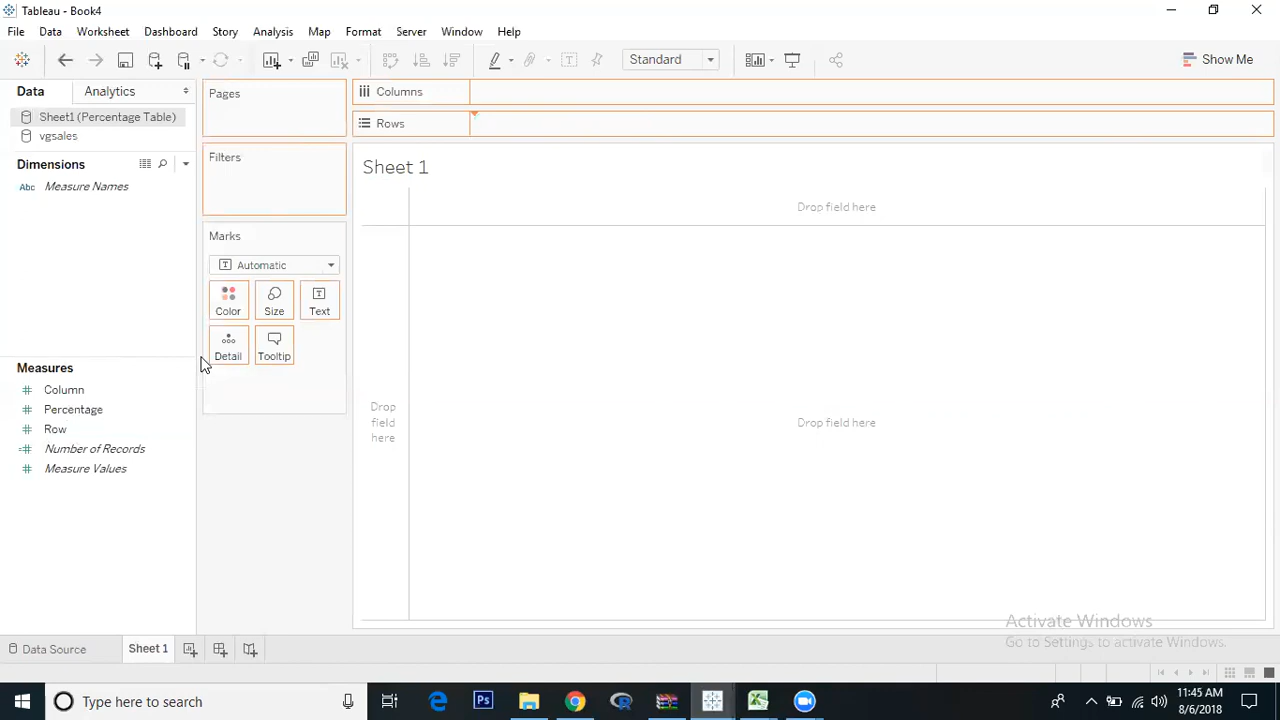 Tableau - Book4
File Data Worksheet Dashboard Story Analysis Map Format Server Window Help
Standard
Show Me
Data Analytics
Pages
Columns
Sheet1 (Percentage Table)
Rows
vgsales
Dimensions
Filters
Sheet 1
Abc Measure Names
Drop field here
Marks
Automatic
Color Size Text
Detail Tooltip
Measures
Column
Percentage
Row
Number of Records
Measure Values
Drop
field
here
Drop field here
Activate Windows
Go to Settings to activate Windows.
Data Source Sheet 1
Type here to search
11:45 AM
8/6/2018